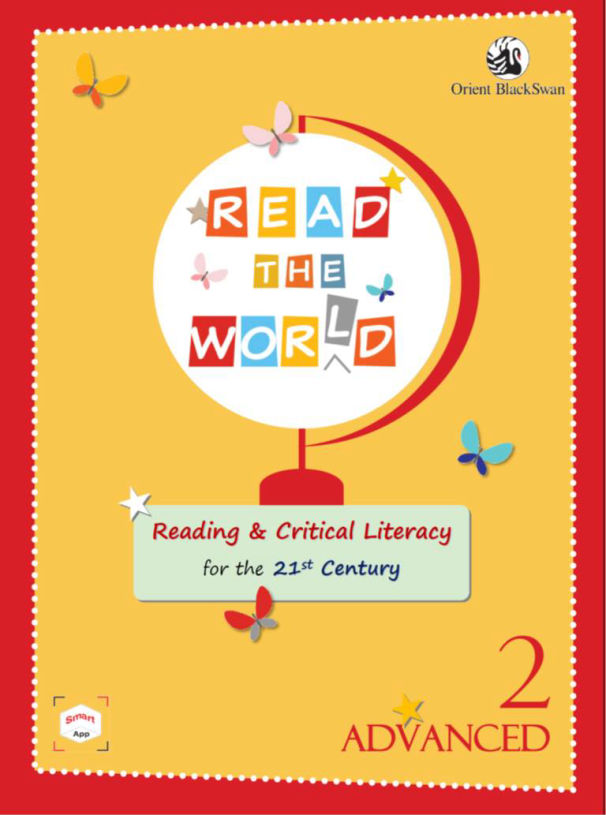 Orient BlackSwan
READ
THE
WORLD
Reading & Critical Literacy
for the 21st Century
2
ADVANCED
Smart
App